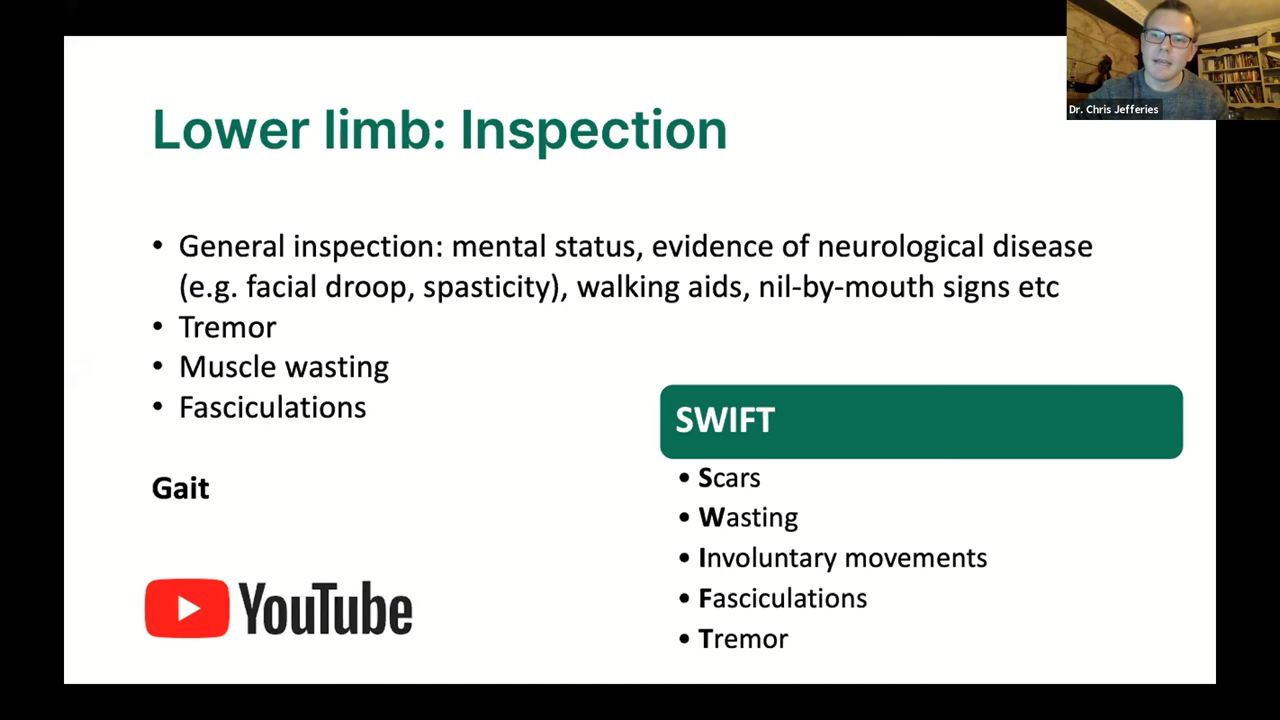 Dr. Chris Jefferies
Lower limb: Inspection
• General inspection: mental status, evidence of neurological disease
(e.g. facial droop, spasticity), walking aids, nil-by-mouth signs etc
• Tremor
• Muscle wasting
• Fasciculations
Gait
YouTube
SWIFT
• Scars
• Wasting
• Involuntary movements
• Fasciculations
• Tremor